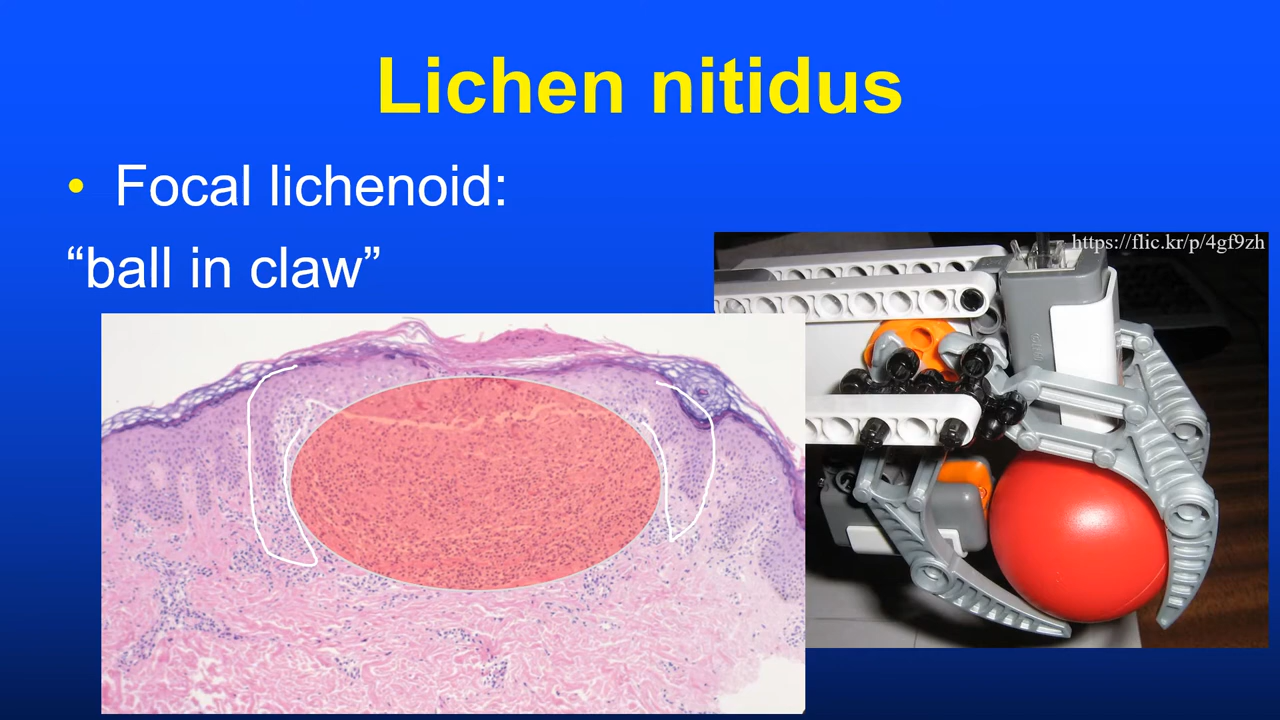 Lichen nitidus
• Focal lichenoid:
“ball in claw”
https://flic.kr/p/4gf9zh